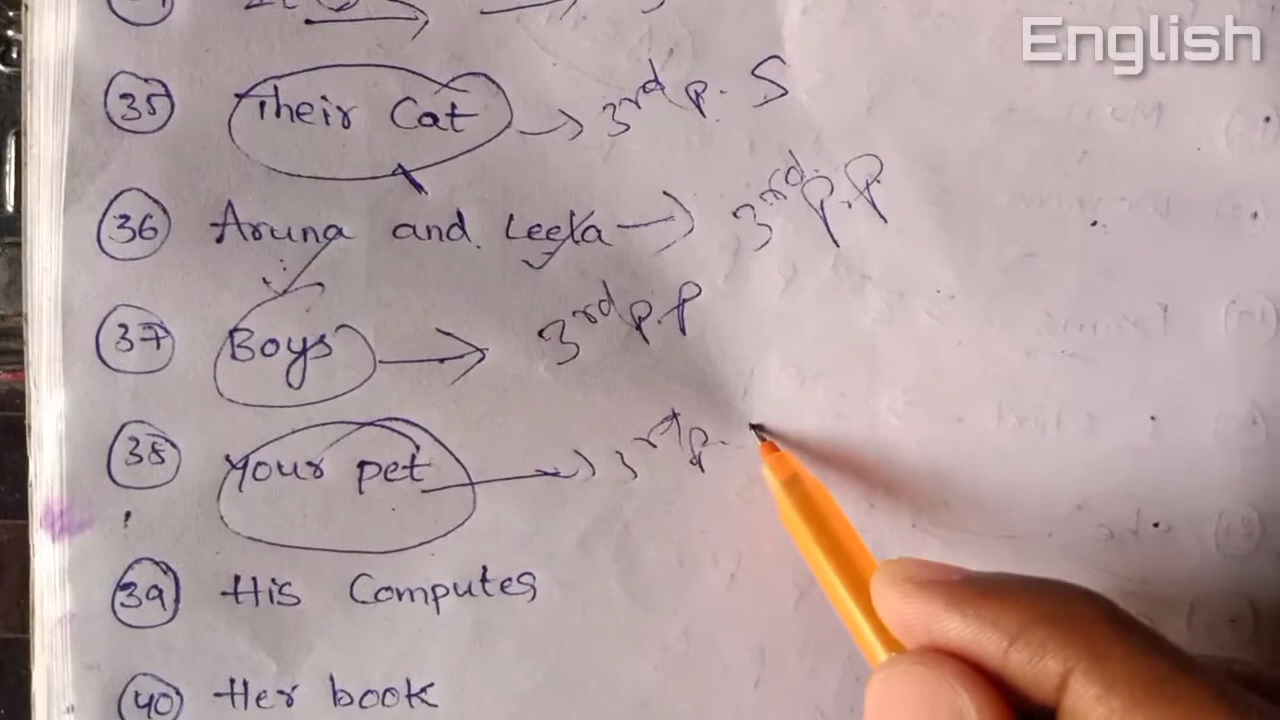 English
35 Their Cat → 3rd p. S
36 Aruna and Leela → 3rd p.p
37 Boys → 3rd p.p
38 Your pet → 3rd p.
39 His Computer
40 Her book